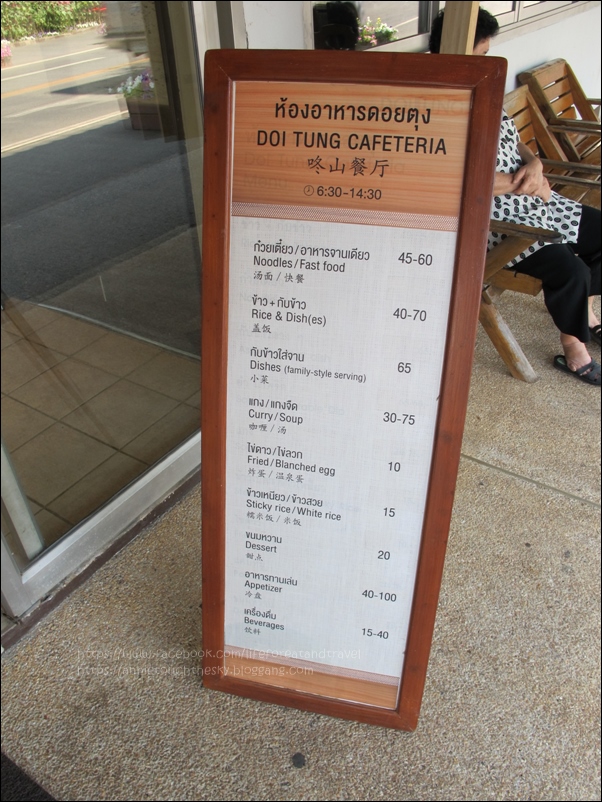 ห้องอาหารดอยตุง
DOI TUNG CAFETERIA
咚山餐厅
6:30-14:30
ก๋วยเตี๋ยว/อาหารจานเดียว 45-60
Noodles/Fast food
汤面/快餐
ข้าว+กับข้าว
Rice & Dish(es) 40-70
盖饭
กับข้าวใส่จาน
Dishes (family-style serving) 65
小菜
แกง/แกงจืด
Curry/Soup 30-75
咖喱/汤
ไข่ดาว/ไข่ลวก
Fried/Blanched egg 10
炸蛋/温泉蛋
ข้าวเหนียว/ข้าวสวย
Sticky rice/White rice 15
糯米饭/米饭
ขนมหวาน
Dessert 20
甜点
อาหารทานเล่น
Appetizer 40-100
冷盘
เครื่องดื่ม
Beverages 15-40
饮料